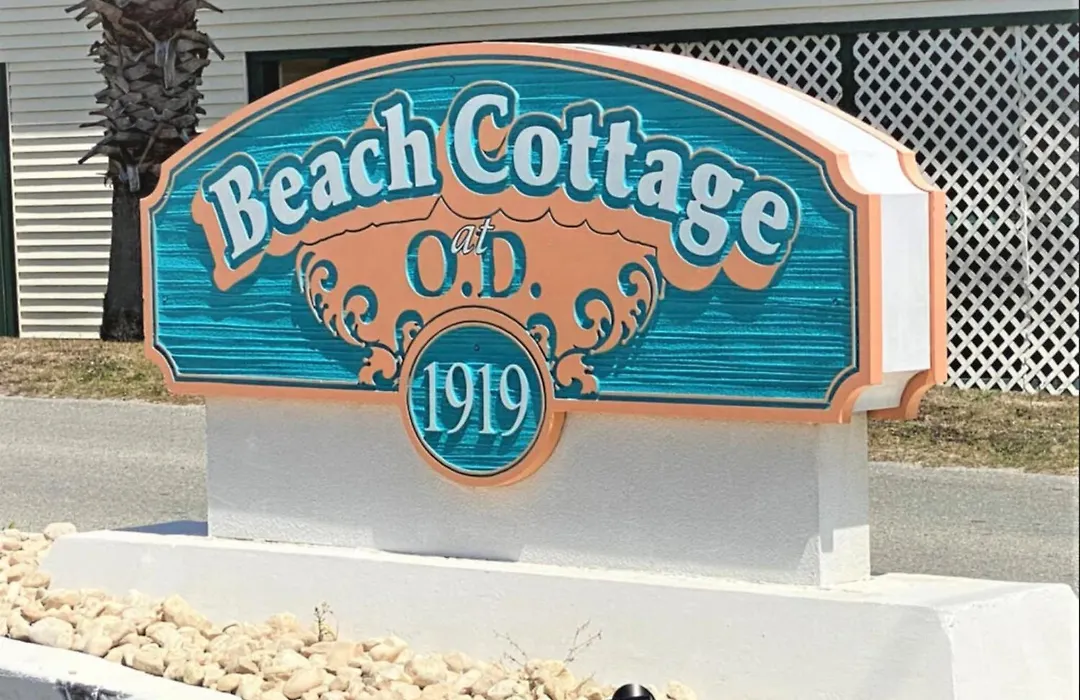 Beach Cottage
at
O.D.
1919